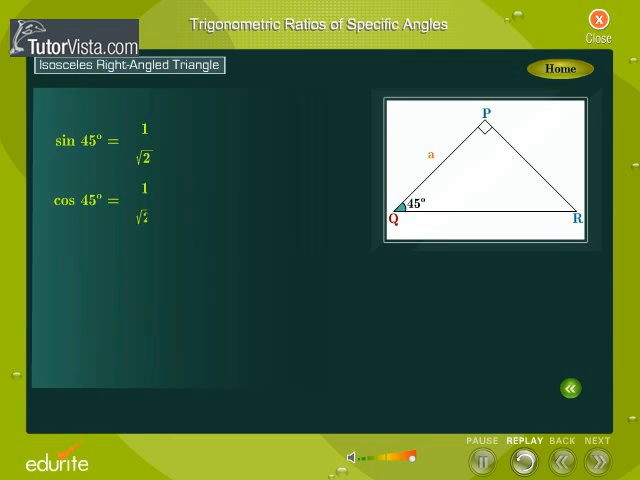 Trigonometric Ratios of Specific Angles
x
Close
TutorVista.com
Isosceles Right-Angled Triangle
Home
sin 45° = 1/√2
cos 45° = 1/√2
P
a
45°
Q
R
PAUSE REPLAY BACK NEXT
edurite